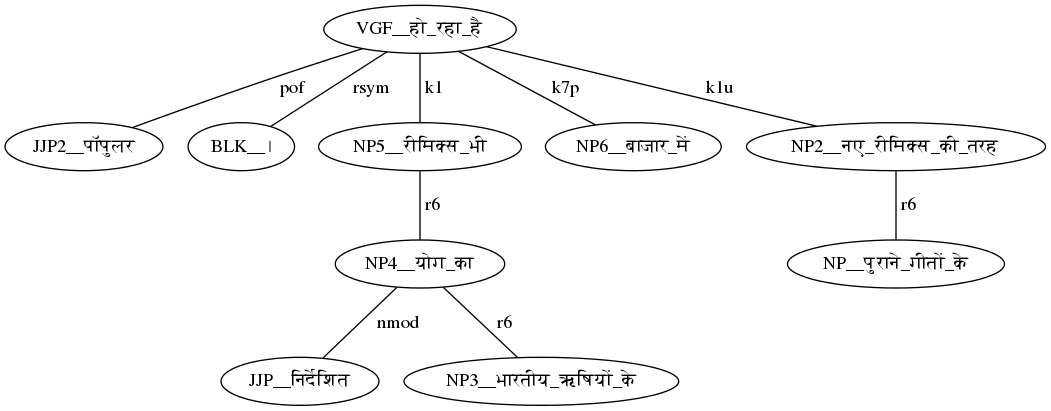 VGF__हो_रहा_है
pof rsym k1 k7p k1u
JJP2__पॉपुलर BLK__। NP5__रीमिक्स_भी NP6__बाजार_में NP2__नए_रीमिक्स_की_तरह
r6 r6
NP4__योग_का NP__पुराने_गीतों_के
nmod r6
JJP__निर्देशित NP3__भारतीय_ऋषियों_के